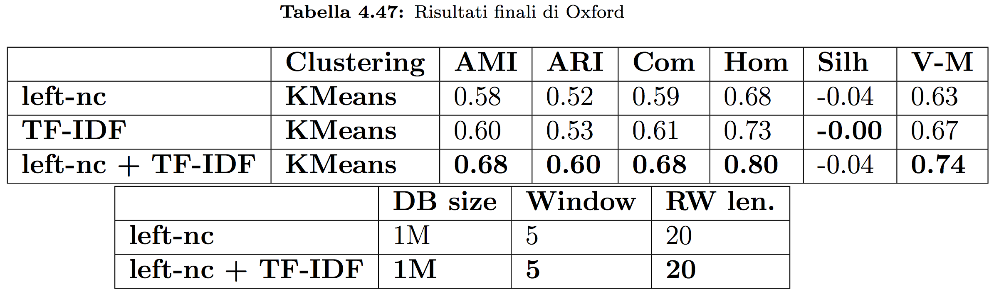 Tabella 4.47: Risultati finali di Oxford
Clustering AMI ARI Com Hom Silh V-M
left-nc KMeans 0.58 0.52 0.59 0.68 -0.04 0.63
TF-IDF KMeans 0.60 0.53 0.61 0.73 -0.00 0.67
left-nc + TF-IDF KMeans 0.68 0.60 0.68 0.80 -0.04 0.74
DB size Window RW len.
left-nc 1M 5 20
left-nc + TF-IDF 1M 5 20